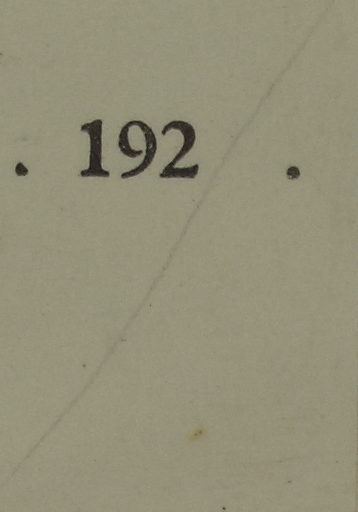 . 192 .